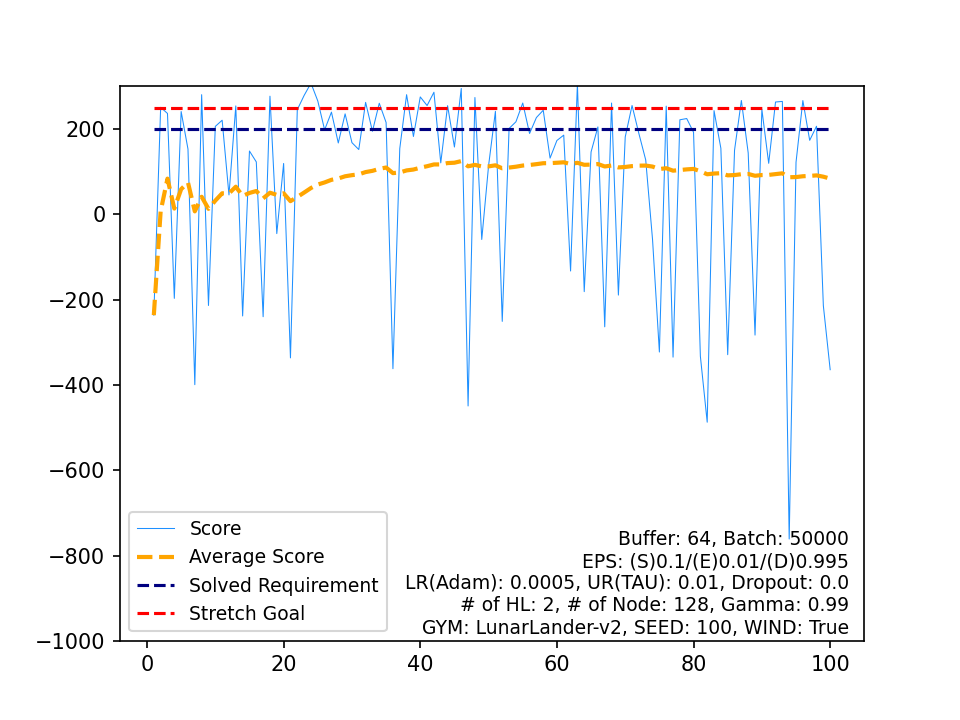 200
0
−200
−400
−600
−800
−1000
0
20
40
60
80
100
Score
Average Score
Solved Requirement
Stretch Goal
Buffer: 64, Batch: 50000
EPS: (S)0.1/(E)0.01/(D)0.995
LR(Adam): 0.0005, UR(TAU): 0.01, Dropout: 0.0
# of HL: 2, # of Node: 128, Gamma: 0.99
GYM: LunarLander-v2, SEED: 100, WIND: True